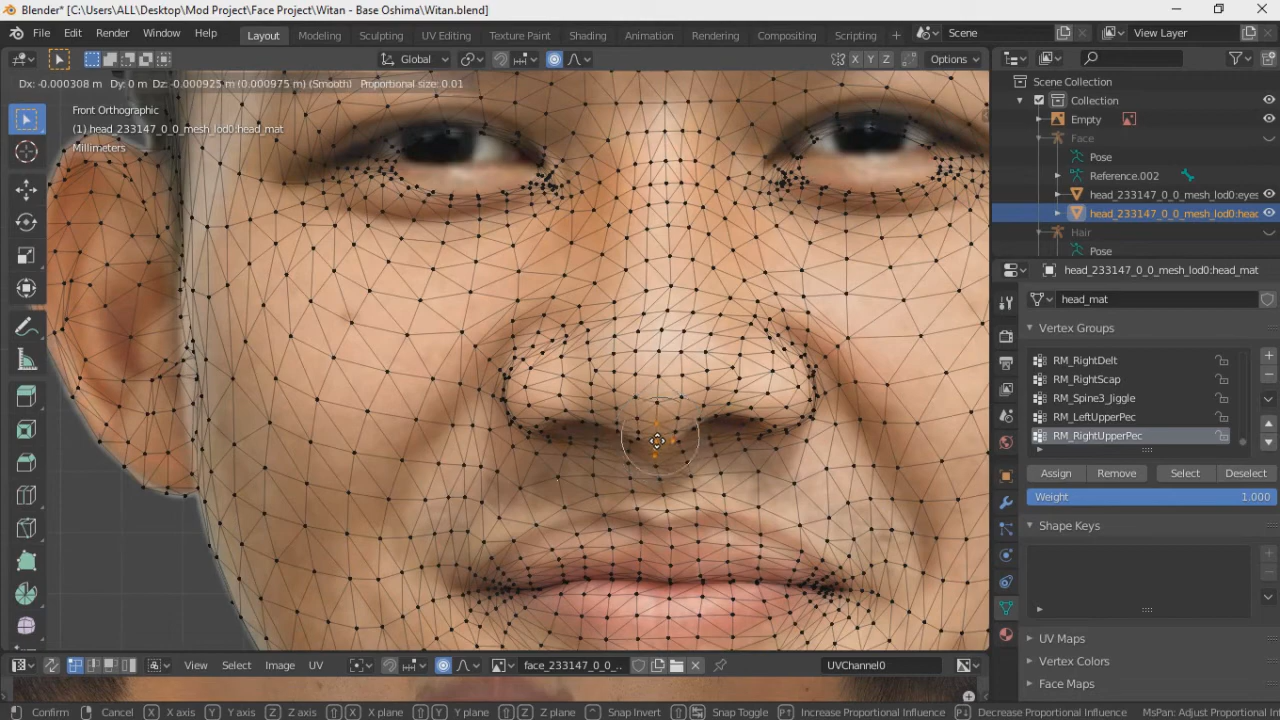 Blender* [C:\Users\ALL\Desktop\Mod Project\Face Project\Witan - Base Oshima\Witan.blend]
File Edit Render Window Help Layout Modeling Sculpting UV Editing Texture Paint Shading Animation Rendering Compositing Scripting + Scene View Layer
Global X Y Z Options
Dx: -0.000308 m Dy: 0 m Dz: -0.000925 m (0.000975 m) (Smooth) Proportional size: 0.01
Front Orthographic
(1) head_233147_0_0_mesh_lod0:head_mat
Millimeters
Scene Collection
Collection
Empty
Face
Pose
Reference.002
head_233147_0_0_mesh_lod0:eyes
head_233147_0_0_mesh_lod0:head
Hair
Pose
head_233147_0_0_mesh_lod0:head_mat
head_mat
Vertex Groups
RM_RightDelt
RM_RightScap
RM_Spine3_Jiggle
RM_LeftUpperPec
RM_RightUpperPec
Assign Remove Select Deselect
Weight 1.000
Shape Keys
UV Maps
Vertex Colors
Face Maps
View Select Image UV face_233147_0_0_.. UVChannel0
Confirm Cancel X X axis Y Y axis Z Z axis X X plane Y Y plane Z Z plane Snap Invert Snap Toggle Increase Proportional Influence Decrease Proportional Influence MsPan: Adjust Proportional In